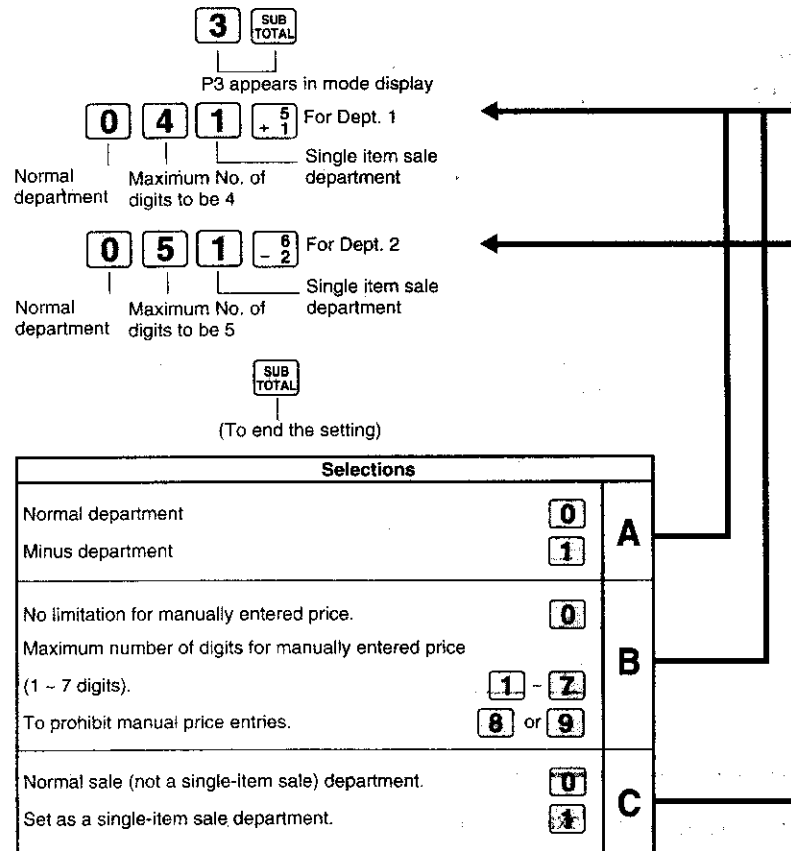 3 SUB TOTAL
P3 appears in mode display
0 4 1 + 5 1 For Dept. 1
Normal department
Maximum No. of digits to be 4
Single item sale department
0 5 1 - 6 2 For Dept. 2
Normal department
Maximum No. of digits to be 5
Single item sale department
SUB TOTAL
(To end the setting)
Selections
Normal department 0
Minus department 1
A
No limitation for manually entered price. 0
Maximum number of digits for manually entered price
(1 ~ 7 digits). 1 ~ 7
To prohibit manual price entries. 8 or 9
B
Normal sale (not a single-item sale) department. 0
Set as a single-item sale department. 1
C